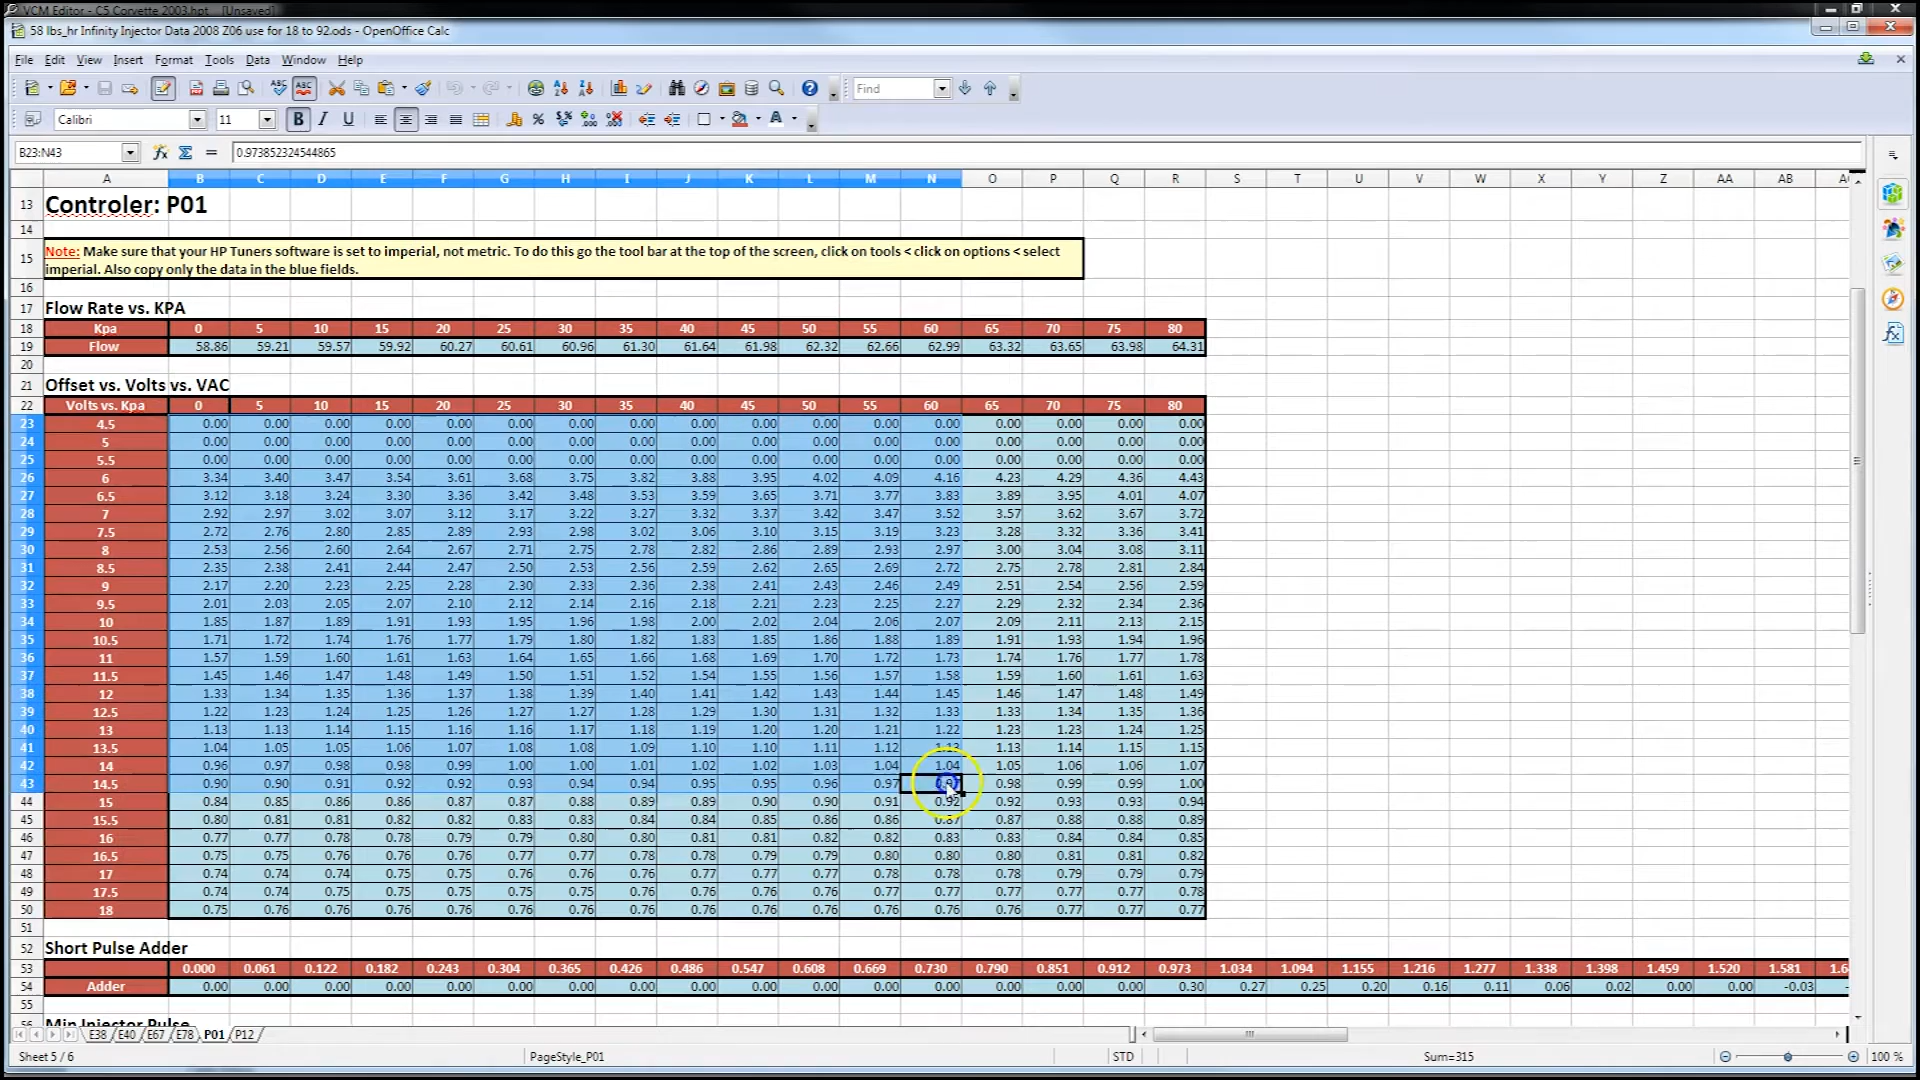 VCM Editor - C5 Corvette 2003.hpt [Unsaved]
58 lbs_hr Infinity Injector Data 2008 Z06 use for 18 to 92.ods - OpenOffice Calc
File Edit View Insert Format Tools Data Window Help
Find
Calibri 11
B23:N43 0.973852324544865
A B C D E F G H I J K L M N O P Q R S T U V W X Y Z AA AB
13 Controler: P01
14
15 Note: Make sure that your HP Tuners software is set to imperial, not metric. To do this go the tool bar at the top of the screen, click on tools < click on options < select
imperial. Also copy only the data in the blue fields.
16
17 Flow Rate vs. KPA
18 Kpa 0 5 10 15 20 25 30 35 40 45 50 55 60 65 70 75 80
19 Flow 58.86 59.21 59.57 59.92 60.27 60.61 60.96 61.30 61.64 61.98 62.32 62.66 62.99 63.32 63.65 63.98 64.31
20
21 Offset vs. Volts vs. VAC
22 Volts vs. Kpa 0 5 10 15 20 25 30 35 40 45 50 55 60 65 70 75 80
23 4.5 0.00 0.00 0.00 0.00 0.00 0.00 0.00 0.00 0.00 0.00 0.00 0.00 0.00 0.00 0.00 0.00 0.00
24 5 0.00 0.00 0.00 0.00 0.00 0.00 0.00 0.00 0.00 0.00 0.00 0.00 0.00 0.00 0.00 0.00 0.00
25 5.5 0.00 0.00 0.00 0.00 0.00 0.00 0.00 0.00 0.00 0.00 0.00 0.00 0.00 0.00 0.00 0.00 0.00
26 6 3.34 3.40 3.47 3.54 3.61 3.68 3.75 3.82 3.88 3.95 4.02 4.09 4.16 4.23 4.29 4.36 4.43
27 6.5 3.12 3.18 3.24 3.30 3.36 3.42 3.48 3.53 3.59 3.65 3.71 3.77 3.83 3.89 3.95 4.01 4.07
28 7 2.92 2.97 3.02 3.07 3.12 3.17 3.22 3.27 3.32 3.37 3.42 3.47 3.52 3.57 3.62 3.67 3.72
29 7.5 2.72 2.76 2.80 2.85 2.89 2.93 2.98 3.02 3.06 3.10 3.15 3.19 3.23 3.28 3.32 3.36 3.41
30 8 2.53 2.56 2.60 2.64 2.67 2.71 2.75 2.78 2.82 2.86 2.89 2.93 2.97 3.00 3.04 3.08 3.11
31 8.5 2.35 2.38 2.41 2.44 2.47 2.50 2.53 2.56 2.59 2.62 2.65 2.69 2.72 2.75 2.78 2.81 2.84
32 9 2.17 2.20 2.23 2.25 2.28 2.30 2.33 2.36 2.38 2.41 2.43 2.46 2.49 2.51 2.54 2.56 2.59
33 9.5 2.01 2.03 2.05 2.07 2.10 2.12 2.14 2.16 2.18 2.21 2.23 2.25 2.27 2.29 2.32 2.34 2.36
34 10 1.85 1.87 1.89 1.91 1.93 1.95 1.96 1.98 2.00 2.02 2.04 2.06 2.07 2.09 2.11 2.13 2.15
35 10.5 1.71 1.72 1.74 1.76 1.77 1.79 1.80 1.82 1.83 1.85 1.86 1.88 1.89 1.91 1.93 1.94 1.96
36 11 1.57 1.59 1.60 1.61 1.63 1.64 1.65 1.66 1.68 1.69 1.70 1.72 1.73 1.74 1.76 1.77 1.78
37 11.5 1.45 1.46 1.47 1.48 1.49 1.50 1.51 1.52 1.54 1.55 1.56 1.57 1.58 1.59 1.60 1.61 1.63
38 12 1.33 1.34 1.35 1.36 1.37 1.38 1.39 1.40 1.41 1.42 1.43 1.44 1.45 1.46 1.47 1.48 1.49
39 12.5 1.22 1.23 1.24 1.25 1.26 1.27 1.27 1.28 1.29 1.30 1.31 1.32 1.33 1.33 1.34 1.35 1.36
40 13 1.13 1.13 1.14 1.15 1.16 1.16 1.17 1.18 1.19 1.20 1.20 1.21 1.22 1.23 1.23 1.24 1.25
41 13.5 1.04 1.05 1.05 1.06 1.07 1.08 1.08 1.09 1.10 1.10 1.11 1.12 1.13 1.13 1.14 1.15 1.15
42 14 0.96 0.97 0.98 0.98 0.99 1.00 1.00 1.01 1.02 1.02 1.03 1.04 1.04 1.05 1.06 1.06 1.07
43 14.5 0.90 0.90 0.91 0.92 0.92 0.93 0.94 0.94 0.95 0.95 0.96 0.97 0.98 0.99 0.99 1.00
44 15 0.84 0.85 0.86 0.86 0.87 0.87 0.88 0.89 0.89 0.90 0.90 0.91 0.92 0.92 0.93 0.93 0.94
45 15.5 0.80 0.81 0.81 0.82 0.82 0.83 0.83 0.84 0.84 0.85 0.86 0.86 0.87 0.87 0.88 0.88 0.89
46 16 0.77 0.77 0.78 0.78 0.79 0.79 0.80 0.80 0.81 0.81 0.82 0.82 0.83 0.83 0.84 0.84 0.85
47 16.5 0.75 0.75 0.76 0.76 0.76 0.77 0.77 0.78 0.78 0.79 0.79 0.80 0.80 0.80 0.81 0.81 0.82
48 17 0.74 0.74 0.74 0.75 0.75 0.76 0.76 0.76 0.77 0.77 0.77 0.78 0.78 0.78 0.79 0.79 0.79
49 17.5 0.74 0.74 0.75 0.75 0.75 0.75 0.76 0.76 0.76 0.76 0.76 0.77 0.77 0.77 0.77 0.77 0.78
50 18 0.75 0.76 0.76 0.76 0.76 0.76 0.76 0.76 0.76 0.76 0.76 0.76 0.76 0.76 0.77 0.77 0.77
51
52 Short Pulse Adder
53 0.000 0.061 0.122 0.182 0.243 0.304 0.365 0.426 0.486 0.547 0.608 0.669 0.730 0.790 0.851 0.912 0.973 1.034 1.094 1.155 1.216 1.277 1.338 1.398 1.459 1.520 1.581
54 Adder 0.00 0.00 0.00 0.00 0.00 0.00 0.00 0.00 0.00 0.00 0.00 0.00 0.00 0.00 0.00 0.00 0.30 0.27 0.25 0.20 0.16 0.11 0.06 0.02 0.00 0.00 -0.03
55
56 Min Injector Pulse
E38 E40 E67 E78 P01 P12
Sheet 5 / 6 PageStyle_P01 STD Sum=315 100 %